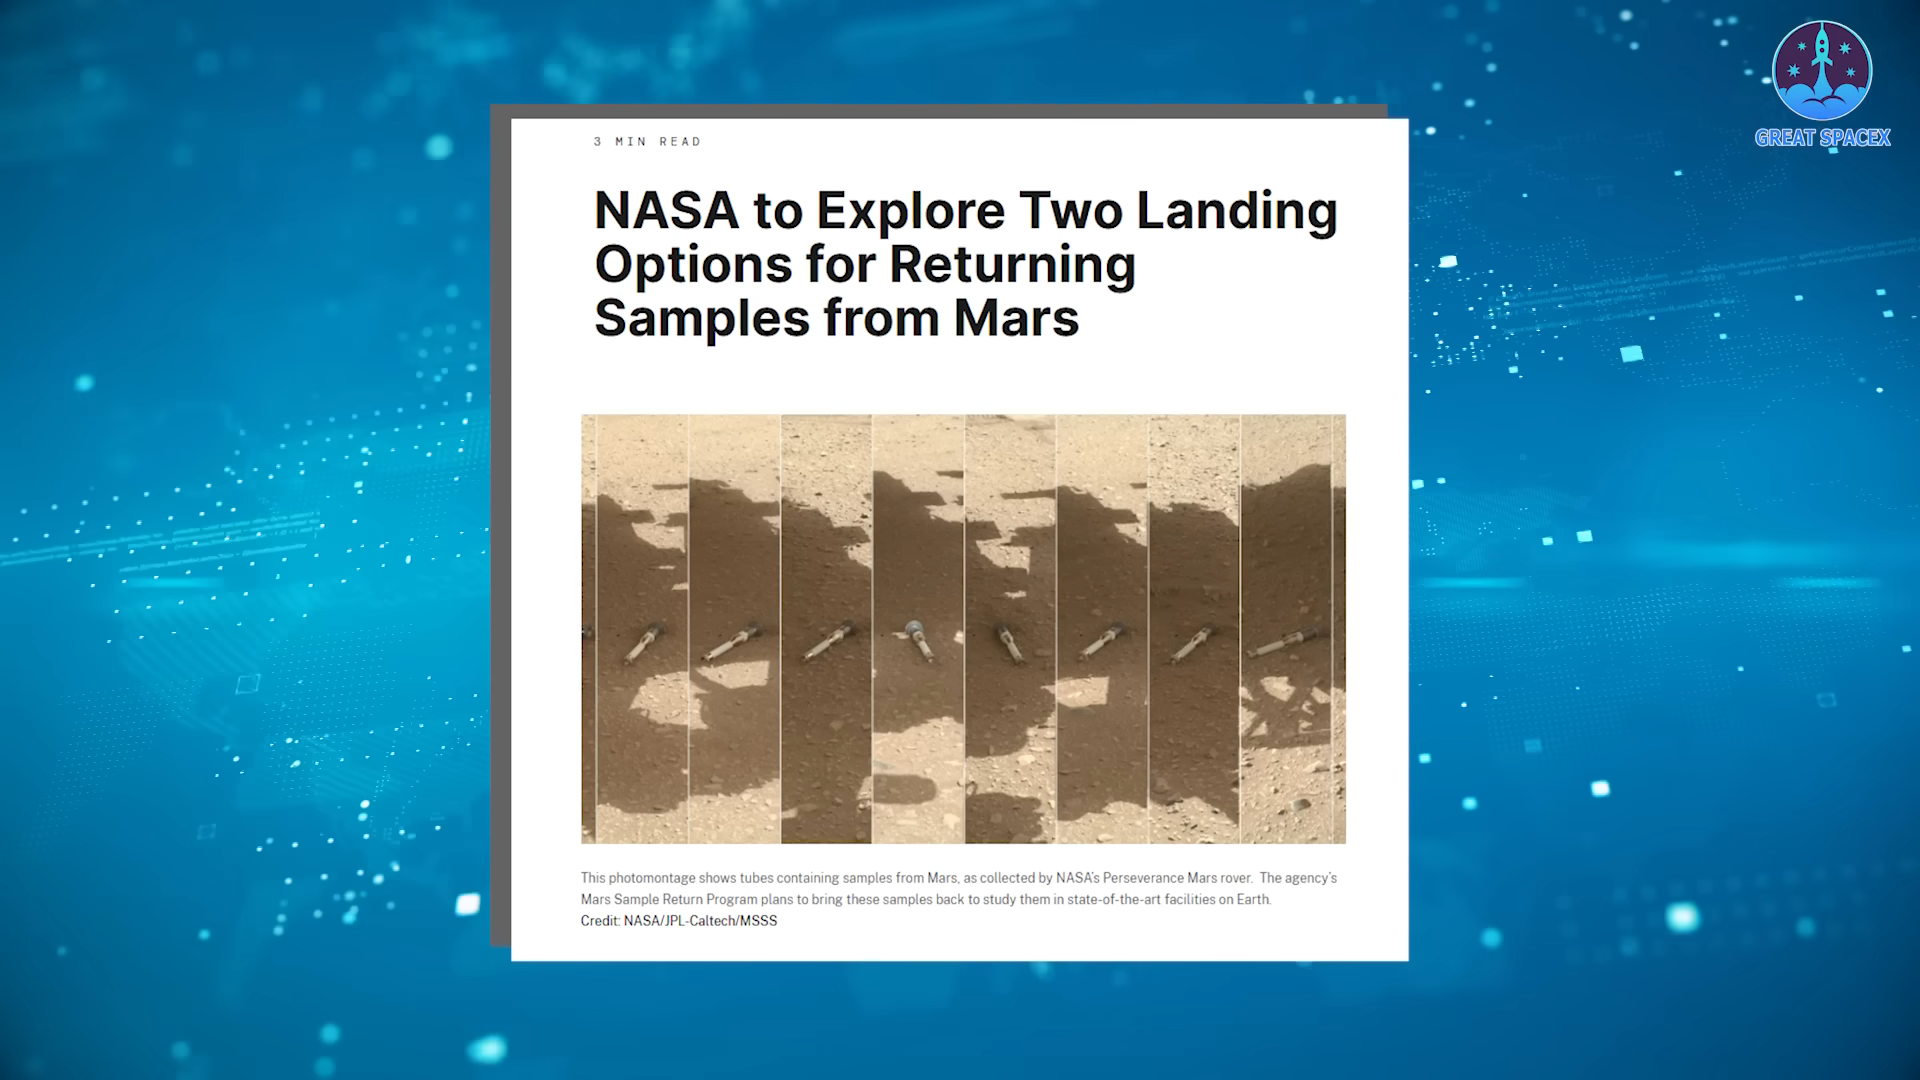 GREAT SPACEX
3 MIN READ
NASA to Explore Two Landing
Options for Returning
Samples from Mars
This photomontage shows tubes containing samples from Mars, as collected by NASA's Perseverance Mars rover. The agency's
Mars Sample Return Program plans to bring these samples back to study them in state-of-the-art facilities on Earth.
Credit: NASA/JPL-Caltech/MSSS